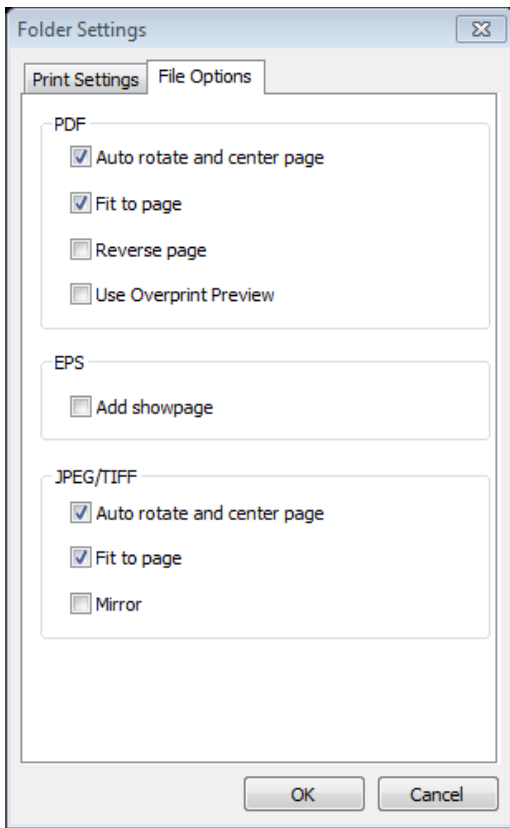 Folder Settings
Print Settings File Options
PDF
Auto rotate and center page
Fit to page
Reverse page
Use Overprint Preview
EPS
Add showpage
JPEG/TIFF
Auto rotate and center page
Fit to page
Mirror
OK Cancel